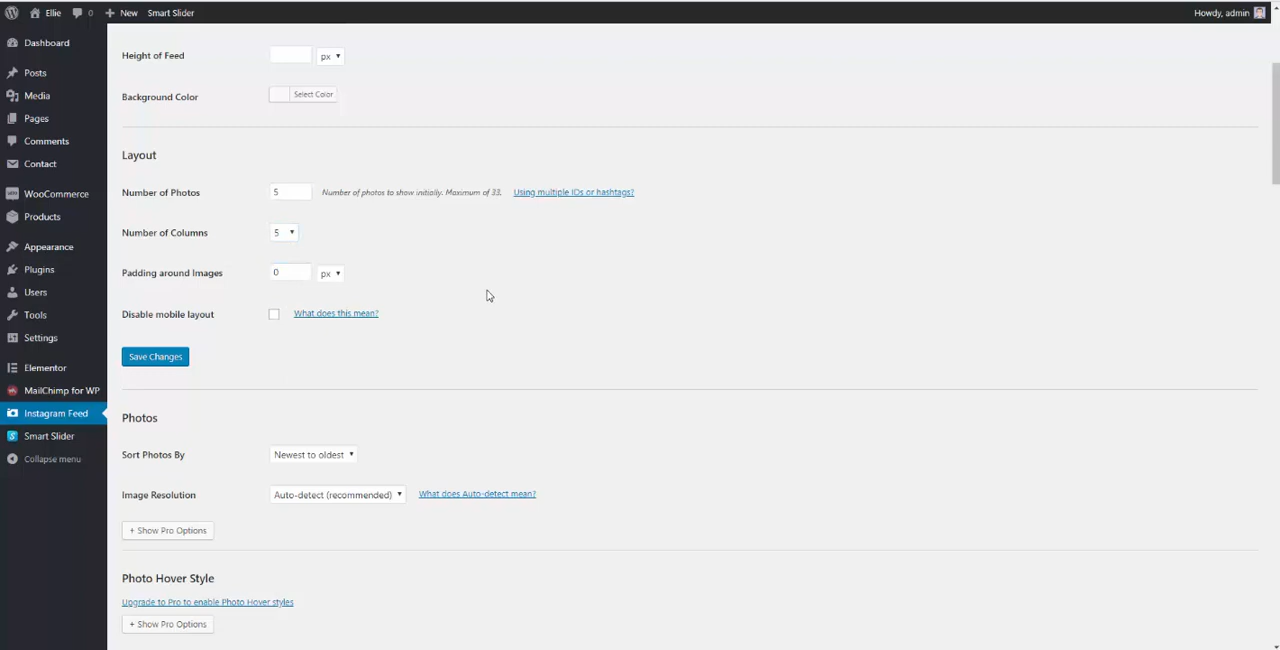 Ellie 0 New Smart Slider Howdy, admin
Dashboard
Posts
Media
Pages
Comments
Contact
WooCommerce
Products
Appearance
Plugins
Users
Tools
Settings
Elementor
MailChimp for WP
Instagram Feed
Smart Slider
Collapse menu
Height of Feed px
Background Color Select Color
Layout
Number of Photos 5 Number of photos to show initially. Maximum of 33. Using multiple IDs or hashtags?
Number of Columns 5
Padding around Images 0 px
Disable mobile layout What does this mean?
Save Changes
Photos
Sort Photos By Newest to oldest
Image Resolution Auto-detect (recommended) What does Auto-detect mean?
+ Show Pro Options
Photo Hover Style
Upgrade to Pro to enable Photo Hover styles
+ Show Pro Options